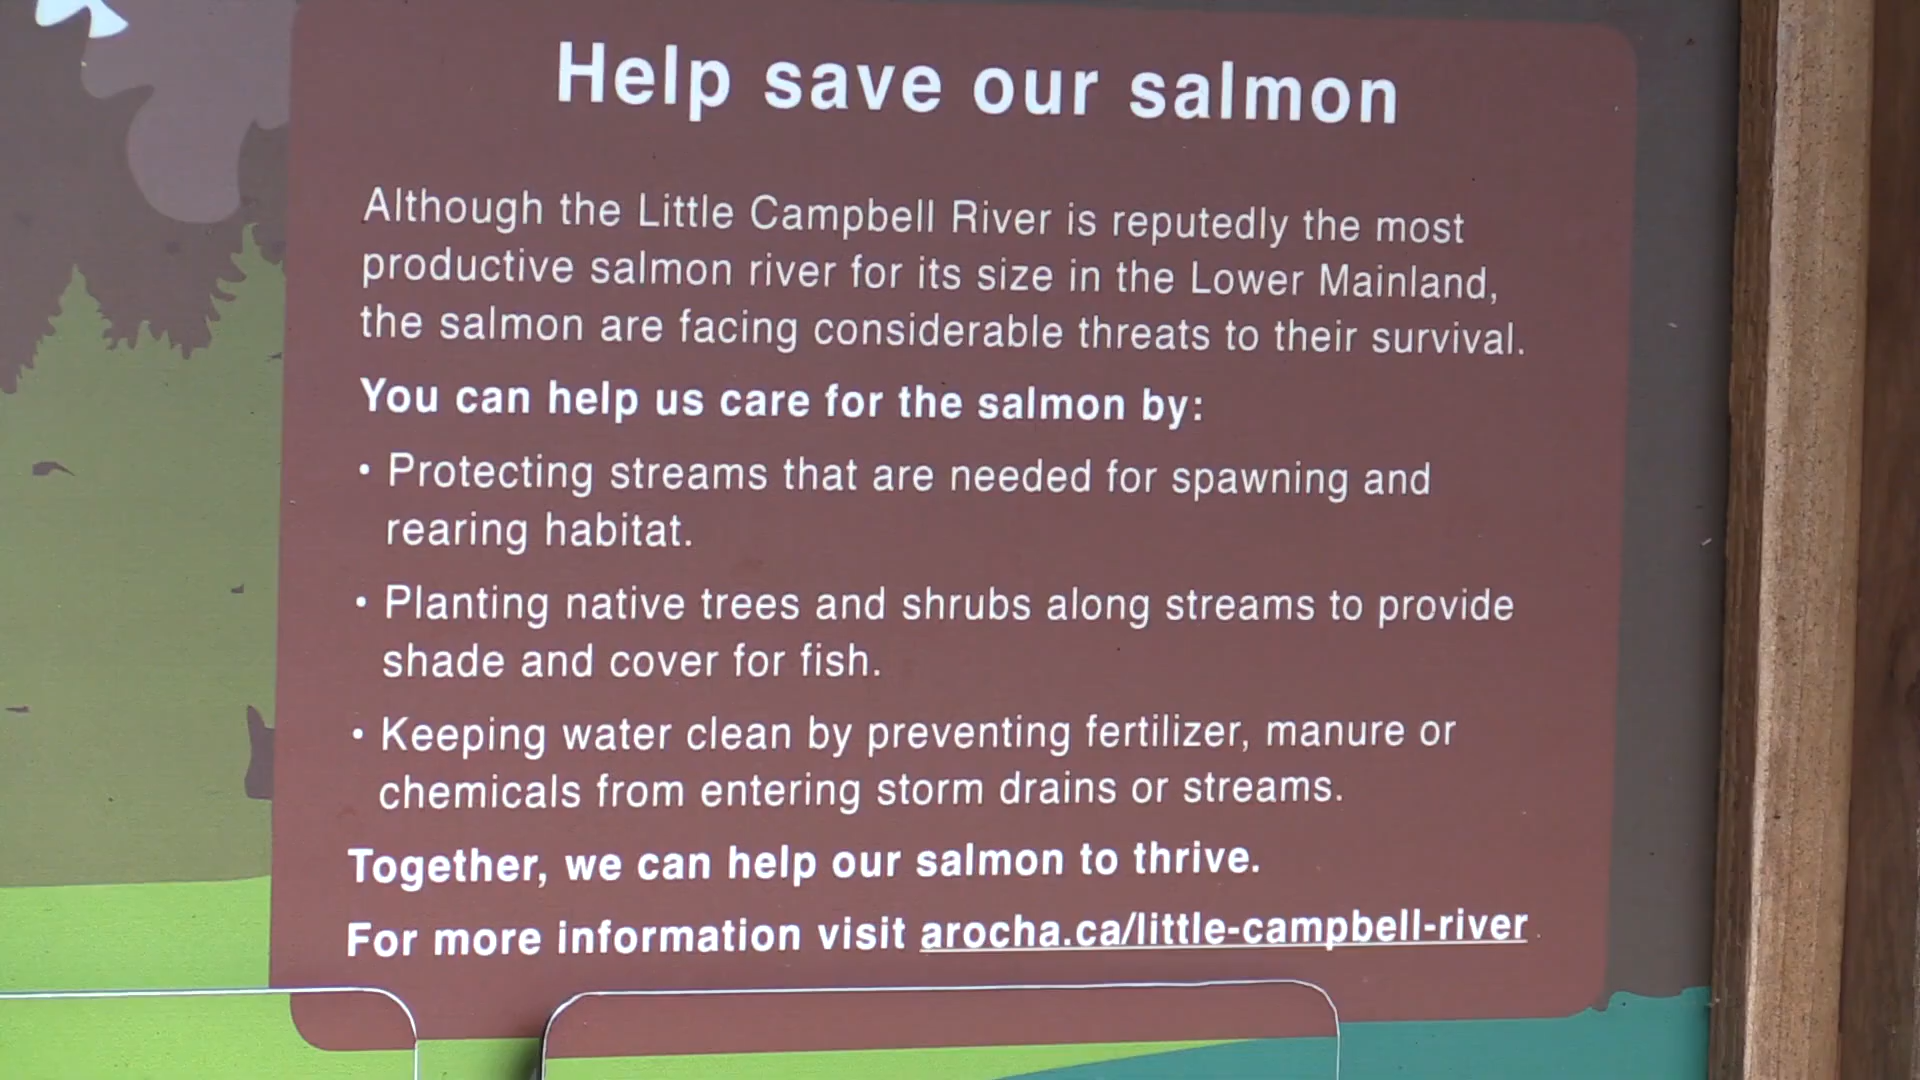 Help save our salmon
Although the Little Campbell River is reputedly the most
productive salmon river for its size in the Lower Mainland,
the salmon are facing considerable threats to their survival.
You can help us care for the salmon by:
• Protecting streams that are needed for spawning and
rearing habitat.
• Planting native trees and shrubs along streams to provide
shade and cover for fish.
• Keeping water clean by preventing fertilizer, manure or
chemicals from entering storm drains or streams.
Together, we can help our salmon to thrive.
For more information visit arocha.ca/little-campbell-river